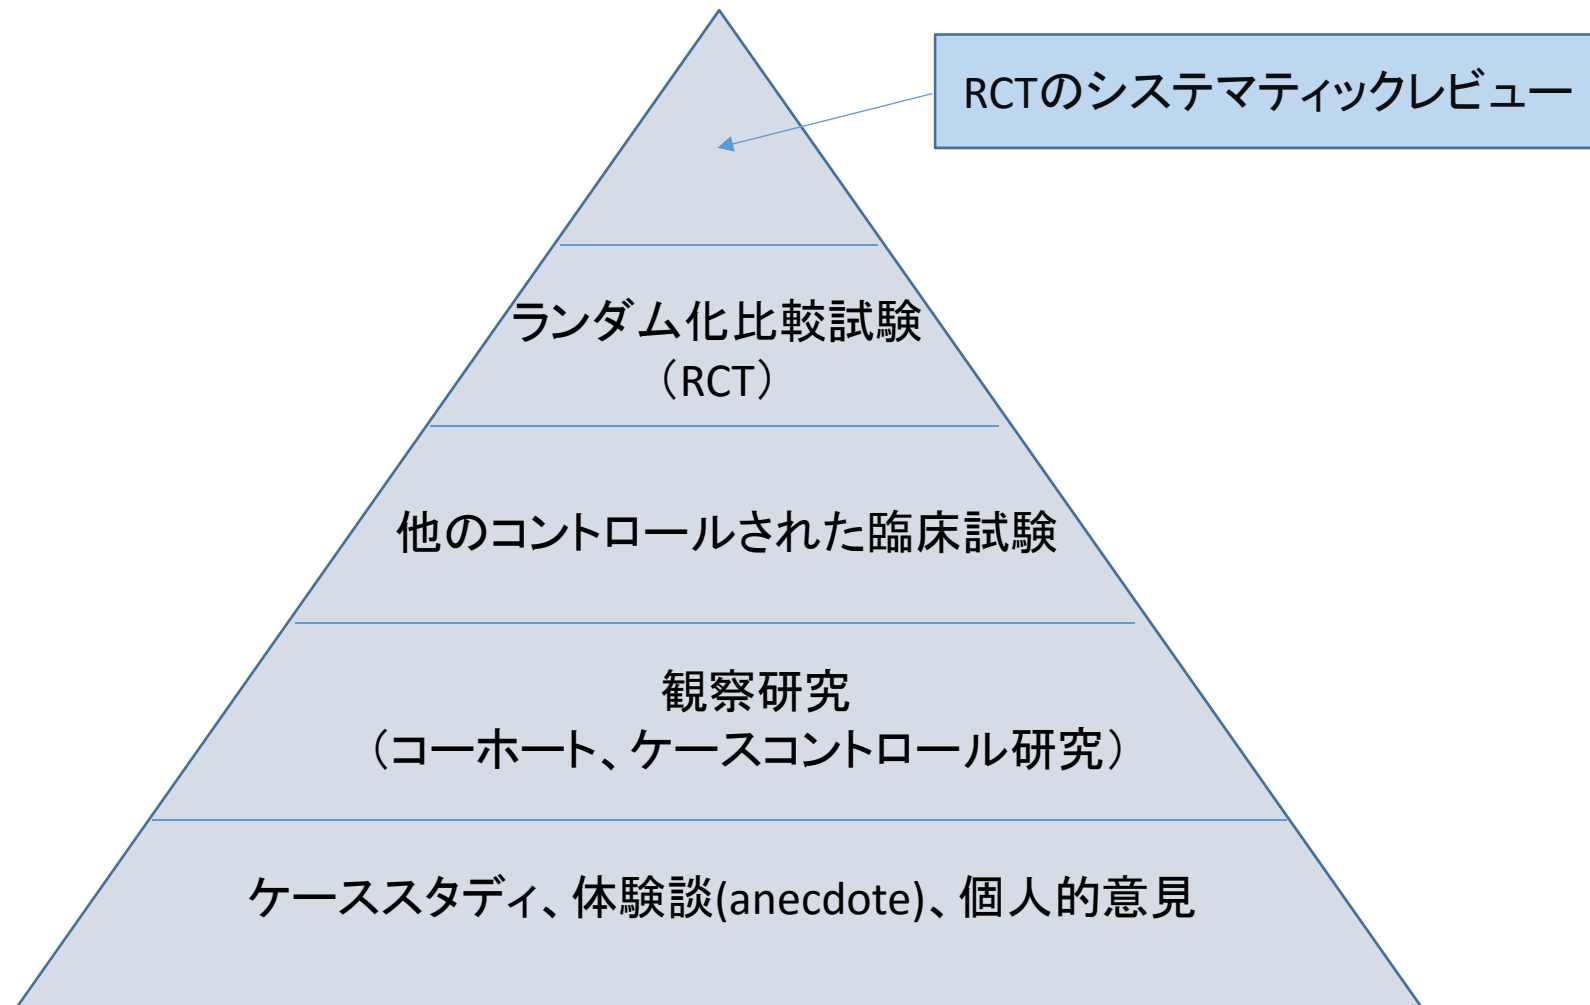 RCTのシステマティックレビュー
ランダム化比較試験
（RCT）
他のコントロールされた臨床試験
観察研究
（コーホート、ケースコントロール研究）
ケーススタディ、体験談(anecdote)、個人的意見